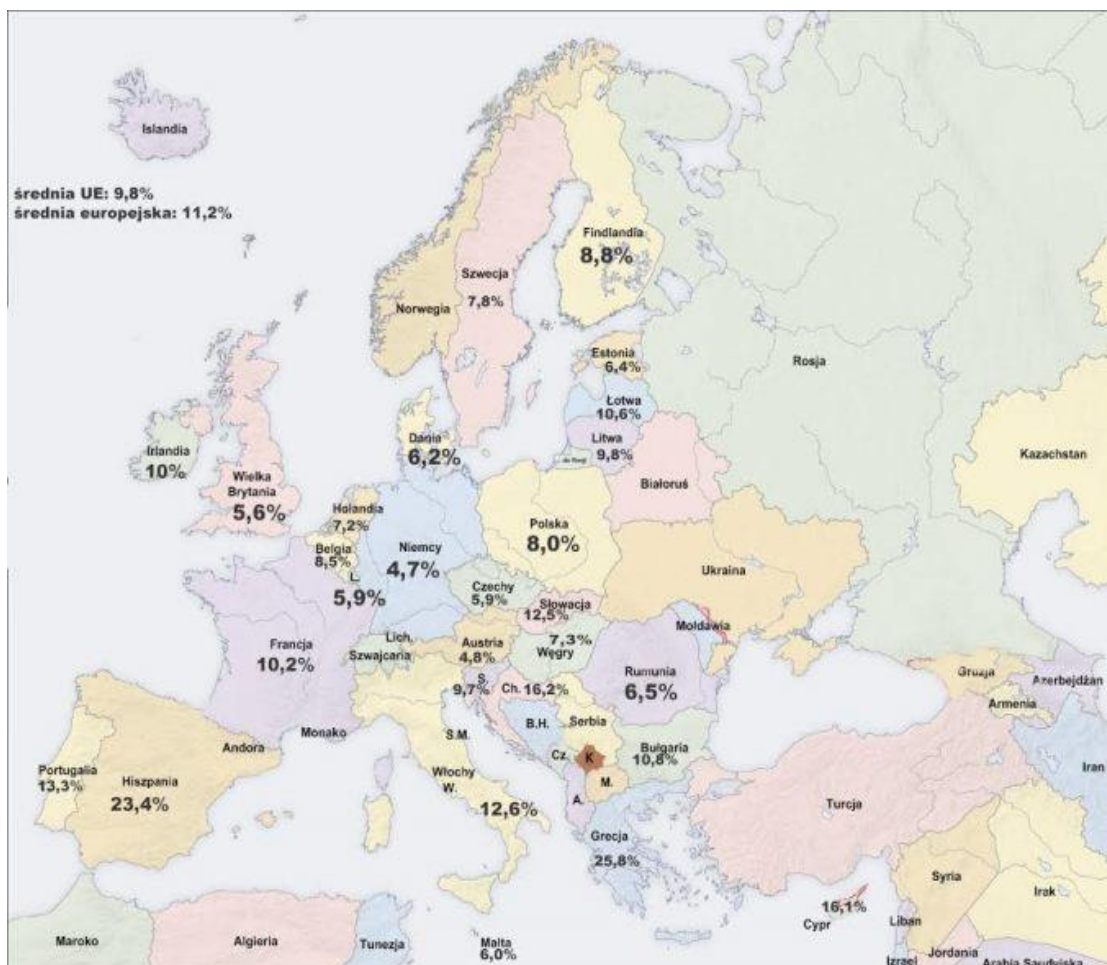 Islandia
średnia UE: 9,8%
średnia europejska: 11,2%
Findlandia
8,8%
Szwecja
7,8%
Norwegia
Rosja
Estonia
6,4%
Łotwa
10,6%
Litwa
9,8%
Dania
6,2%
Irlandia
10%
Wielka
Brytania
5,6%
Kazachstan
Białoruś
Holandia
7,2%
Belgia
8,5%
Niemcy
4,7%
Polska
8,0%
L.
5,9%
Czechy
5,9%
Ukraina
Słowacja
12,5%
Mołdawia
Francja
10,2%
Lich.
Szwajcaria
Austria
4,8%
7,3%
Węgry
Rumunia
6,5%
S.
9,7%
Ch. 16,2%
Gruzja
Azerbejdżan
Armenia
Monako
S.M.
B.H.
Serbia
Andora
Cz.
K
Bułgaria
10,8%
Portugalia
13,3%
Hiszpania
23,4%
Włochy
W.
12,6%
A.
M.
Turcja
Iran
Grecja
25,8%
Syria
Irak
16,1%
Cypr
Liban
Maroko
Algieria
Tunezja
Malta
6,0%
Izrael
Jordania
Arabia Saudyjska